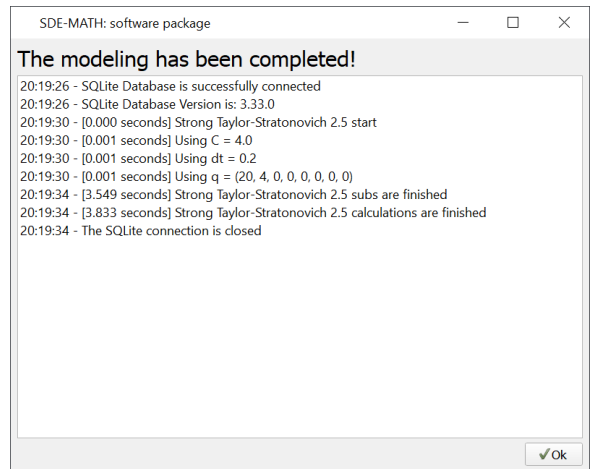 SDE-MATH: software package
The modeling has been completed!
20:19:26 - SQLite Database is successfully connected
20:19:26 - SQLite Database Version is: 3.33.0
20:19:30 - [0.000 seconds] Strong Taylor-Stratonovich 2.5 start
20:19:30 - [0.001 seconds] Using C = 4.0
20:19:30 - [0.001 seconds] Using dt = 0.2
20:19:30 - [0.001 seconds] Using q = (20, 4, 0, 0, 0, 0, 0, 0)
20:19:34 - [3.549 seconds] Strong Taylor-Stratonovich 2.5 subs are finished
20:19:34 - [3.833 seconds] Strong Taylor-Stratonovich 2.5 calculations are finished
20:19:34 - The SQLite connection is closed
Ok